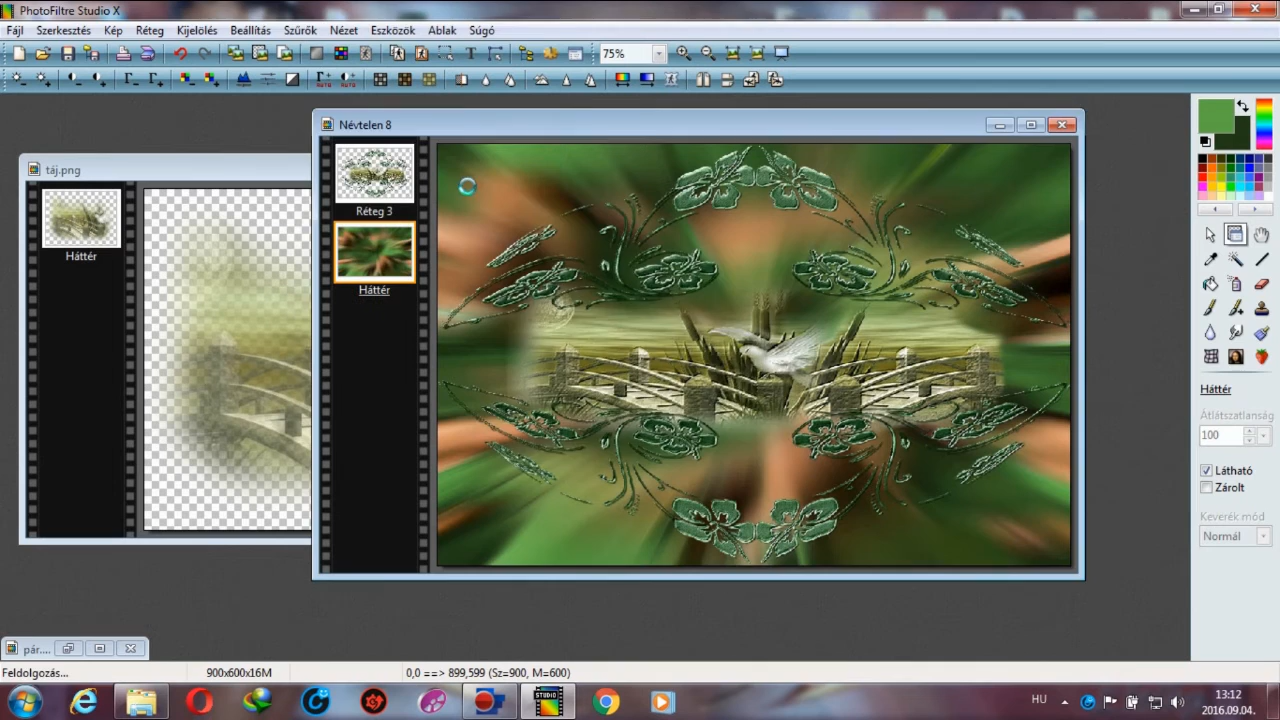 PhotoFiltre Studio X
Fájl Szerkesztés Kép Réteg Kijelölés Beállítás Szűrők Nézet Eszközök Ablak Súgó
75%
Névtelen 8
táj.png
Réteg 3
Háttér
Háttér
Háttér
Átlátszatlanság
100
Látható
Zárolt
Keverék mód
Normál
pár....
Feldolgozás... 900x600x16M 0,0 ==> 899,599 (Sz=900, M=600)
STUDIO
HU
13:12
2016.09.04.